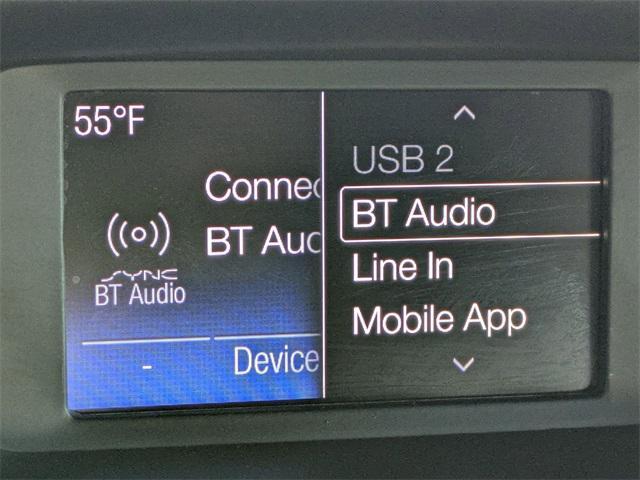 55°F
Connec
BT Auc
SYNC
BT Audio
-
Device
USB 2
BT Audio
Line In
Mobile App